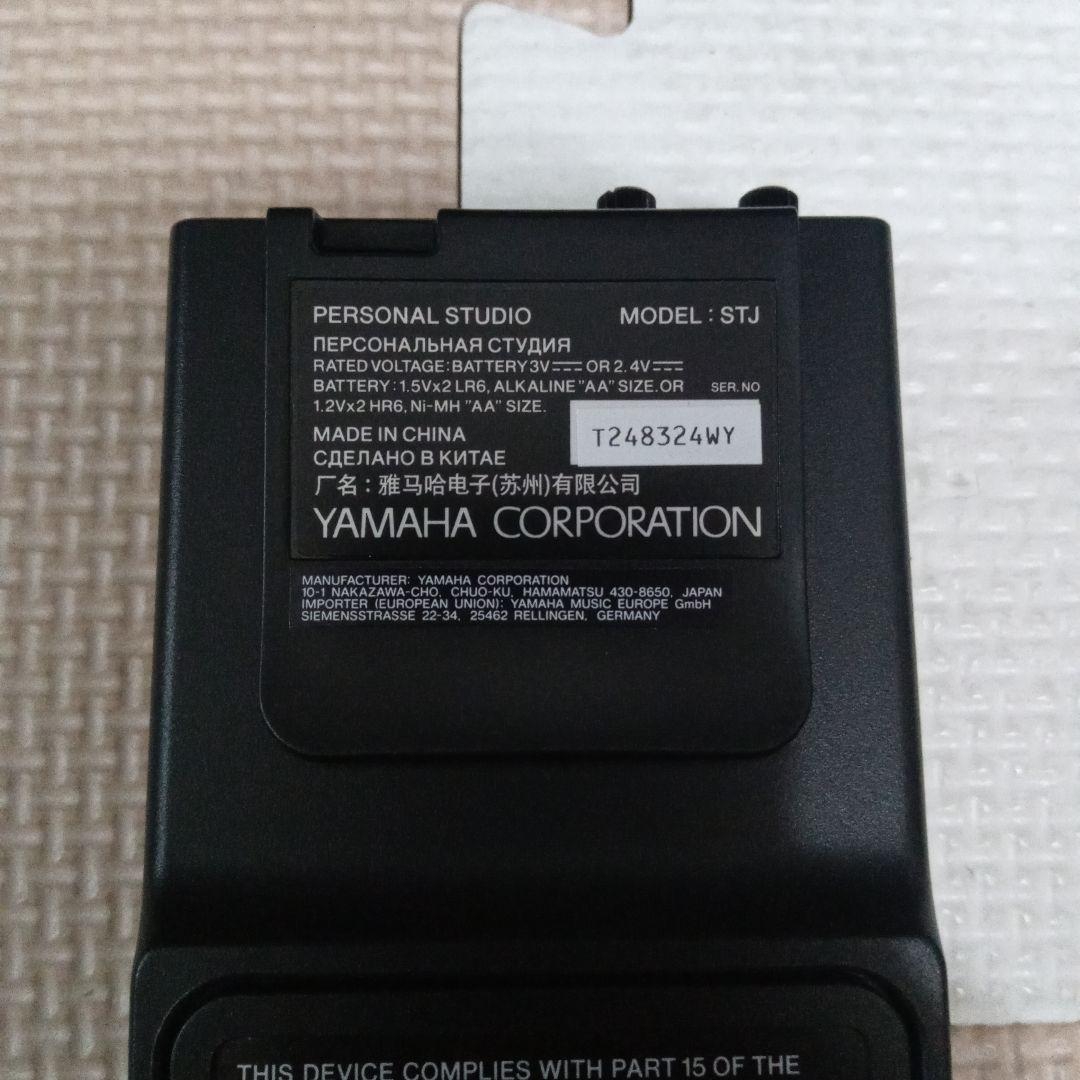 PERSONAL STUDIO MODEL : STJ
ПЕРСОНАЛЬНАЯ СТУДИЯ
RATED VOLTAGE: BATTERY 3V⎓ OR 2.4V⎓
BATTERY : 1.5Vx2 LR6, ALKALINE "AA" SIZE. OR SER. NO
1.2Vx2 HR6, Ni-MH "AA" SIZE.
T248324WY
MADE IN CHINA
СДЕЛАНО В КИТАЕ
厂名 : 雅马哈电子(苏州)有限公司
YAMAHA CORPORATION
MANUFACTURER: YAMAHA CORPORATION
10-1 NAKAZAWA-CHO, CHUO-KU, HAMAMATSU 430-8650, JAPAN
IMPORTER (EUROPEAN UNION): YAMAHA MUSIC EUROPE GmbH
SIEMENSSTRASSE 22-34, 25462 RELLINGEN, GERMANY
THIS DEVICE COMPLIES WITH PART 15 OF THE